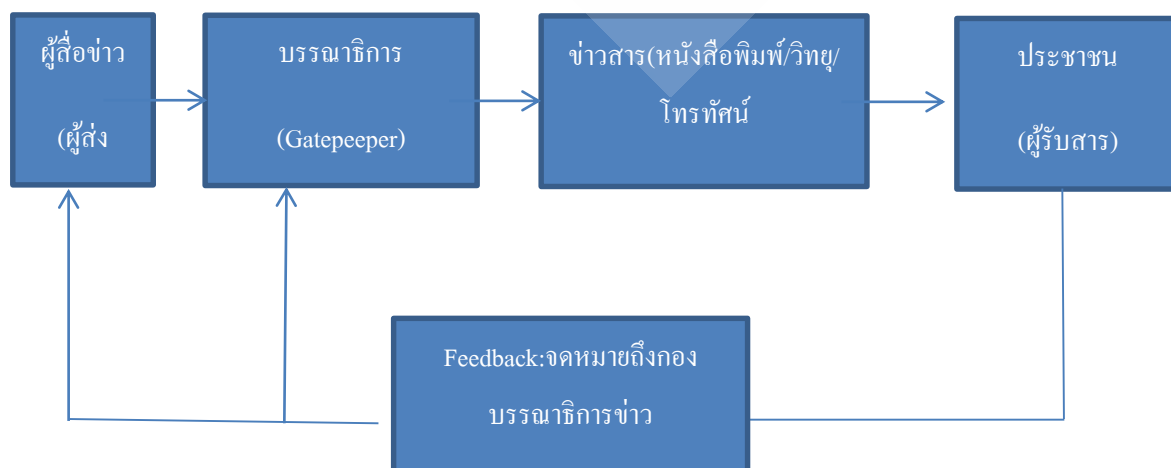 ผู้สื่อข่าว
(ผู้ส่ง
บรรณาธิการ
(Gatepeeper)
ข่าวสาร(หนังสือพิมพ์/วิทยุ/
โทรทัศน์
ประชาชน
(ผู้รับสาร)
Feedback:จดหมายถึงกอง
บรรณาธิการข่าว